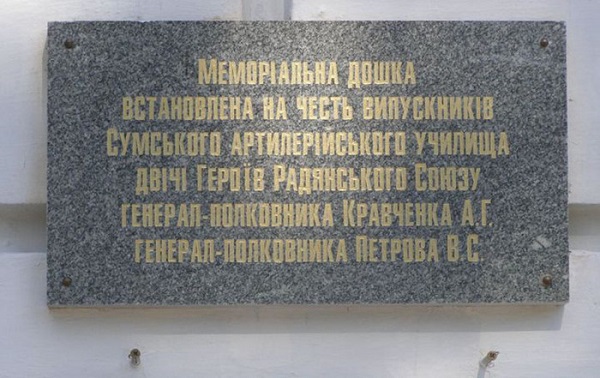 Меморіальна дошка
встановлена на честь випускників
Сумського артилерійського училища
двічі Героїв Радянського Союзу
генерал-полковника Кравченка А.Г.
генерал-полковника Петрова В.С.